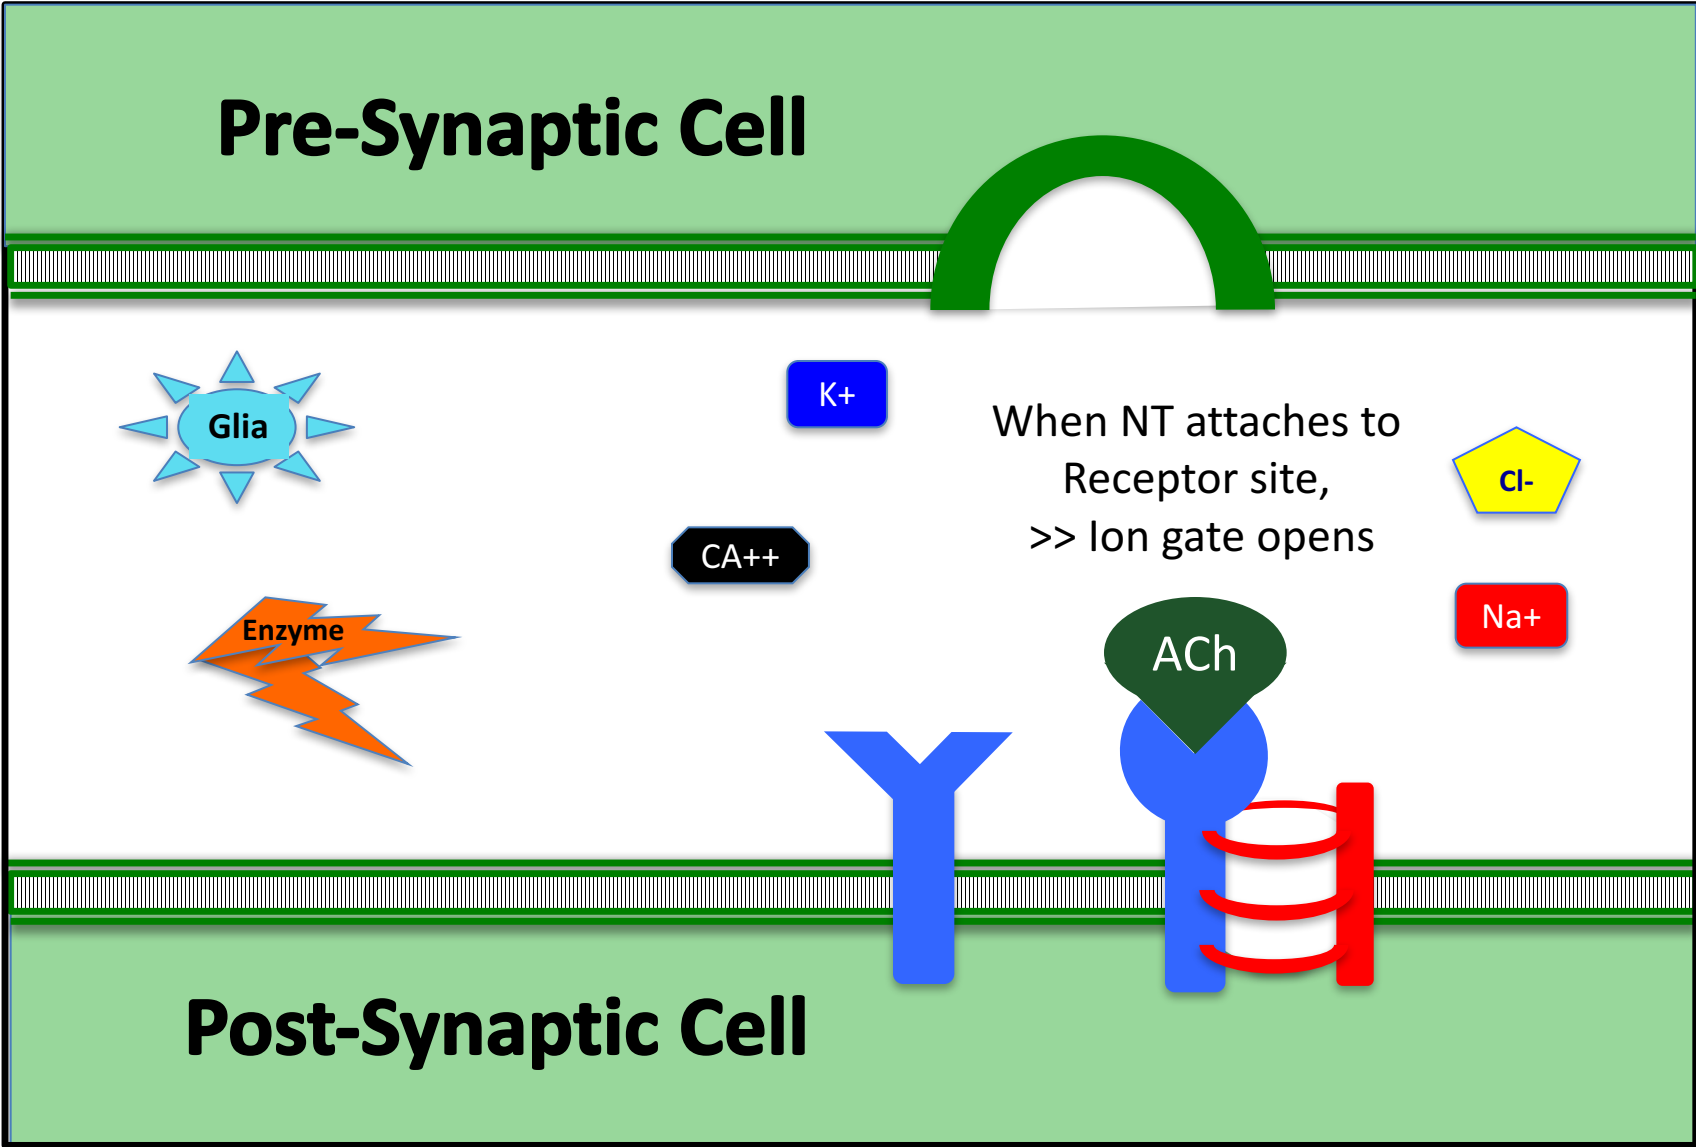 Pre-Synaptic Cell
Glia
K+
When NT attaches to
Receptor site,
>> Ion gate opens
Cl-
CA++
Na+
Enzyme
ACh
Post-Synaptic Cell